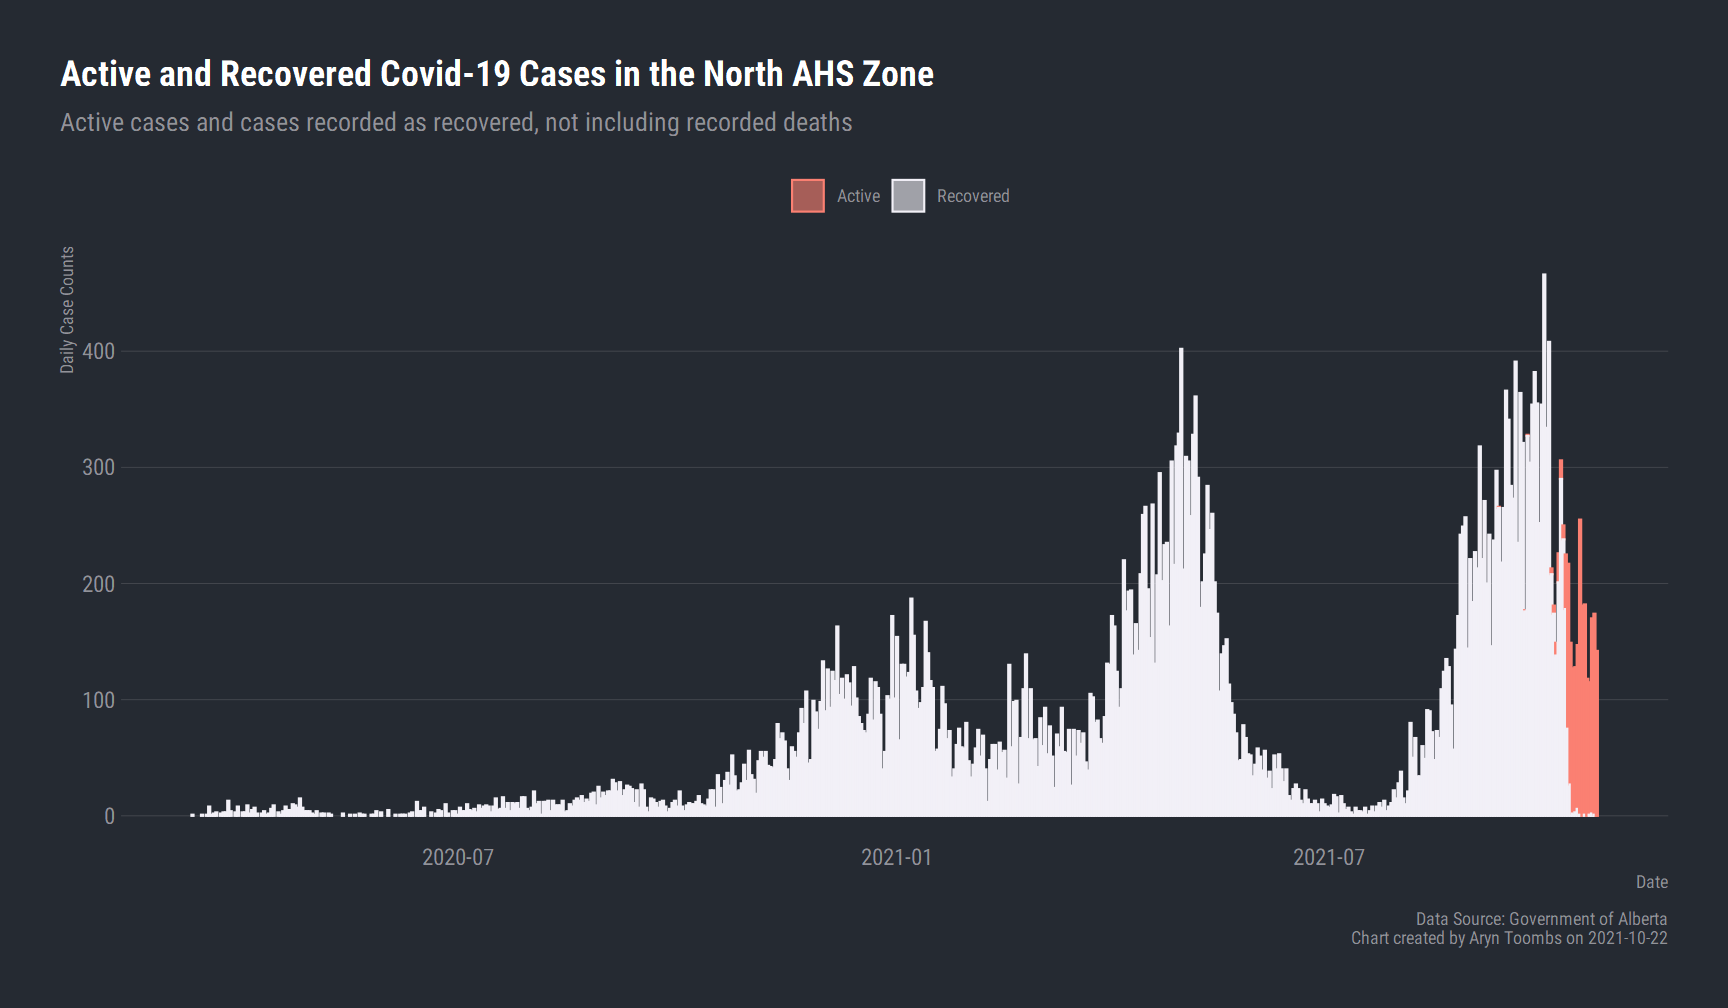 Active and Recovered Covid-19 Cases in the North AHS Zone
Active cases and cases recorded as recovered, not including recorded deaths
Active
Recovered
Daily Case Counts
400
300
200
100
0
2020-07
2021-01
2021-07
Date
Data Source: Government of Alberta
Chart created by Aryn Toombs on 2021-10-22